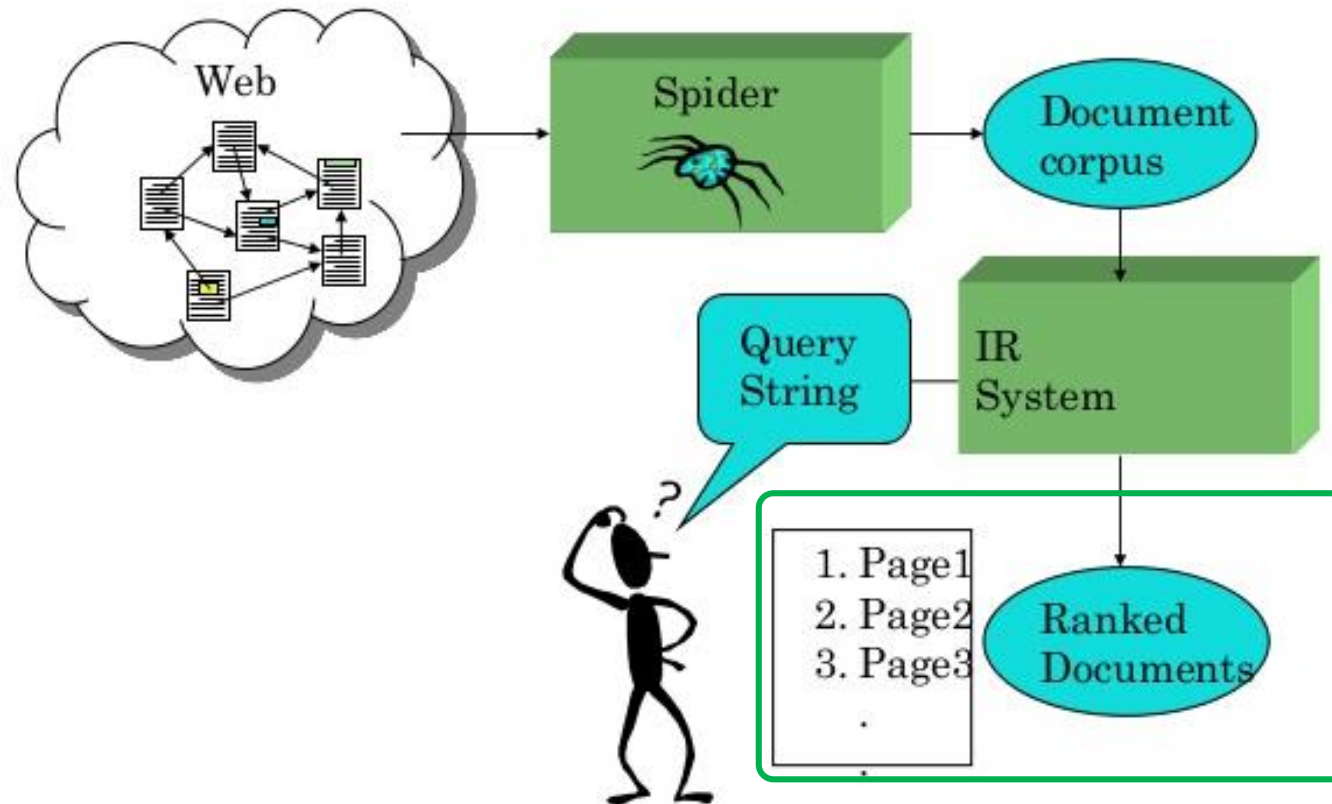 Web
Spider
Document
corpus
Query
String
IR
System
?
1. Page1
2. Page2
3. Page3
.
.
Ranked
Documents